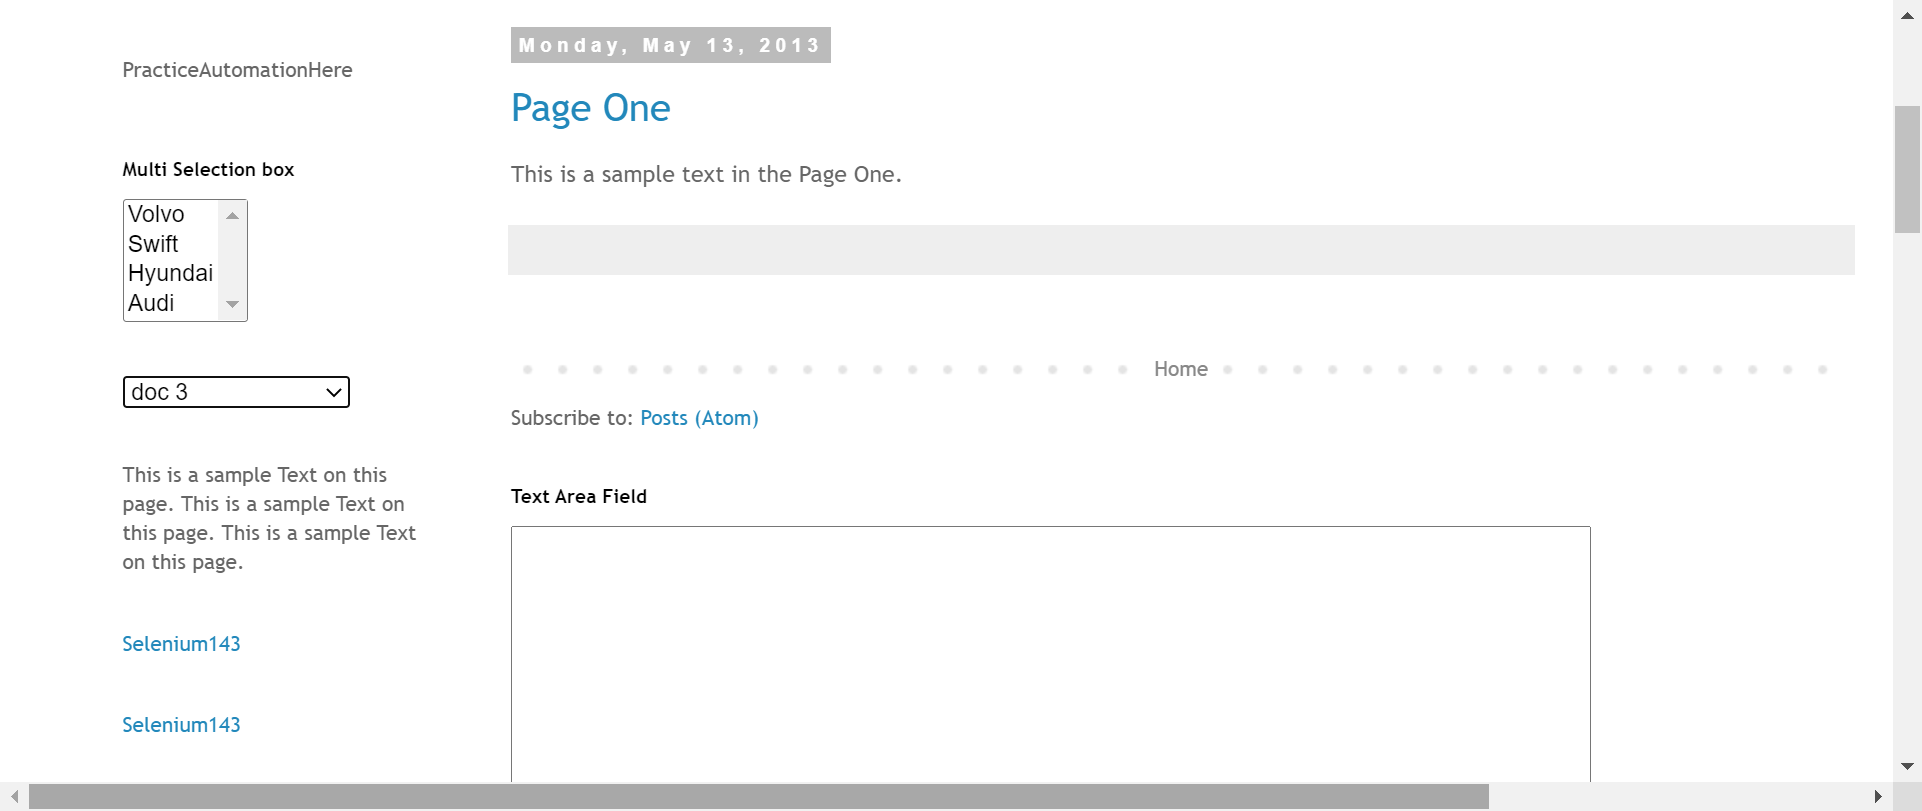 PracticeAutomationHere
Multi Selection box
Volvo
Swift
Hyundai
Audi
doc 3
This is a sample Text on this
page. This is a sample Text on
this page. This is a sample Text
on this page.
Selenium143
Selenium143
Monday, May 13, 2013
Page One
This is a sample text in the Page One.
Home
Subscribe to: Posts (Atom)
Text Area Field